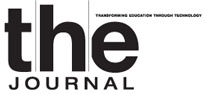 the
TRANSFORMING EDUCATION THROUGH TECHNOLOGY
JOURNAL